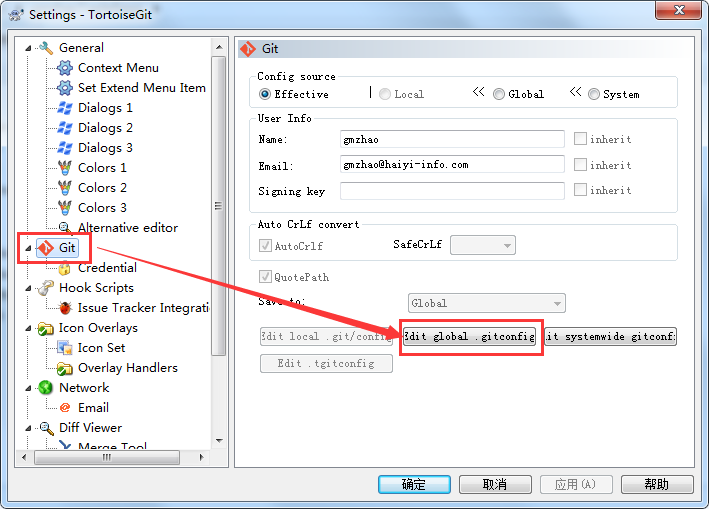 Settings - TortoiseGit
General
Context Menu
Set Extend Menu Item
Dialogs 1
Dialogs 2
Dialogs 3
Colors 1
Colors 2
Colors 3
Alternative editor
Git
Credential
Hook Scripts
Issue Tracker Integratio
Icon Overlays
Icon Set
Overlay Handlers
Network
Email
Diff Viewer
Merge Tool
Git
Config source
Effective | Local << Global << System
User Info
Name: gmzhao inherit
Email: gmzhao@haiyi-info.com inherit
Signing key inherit
Auto CrLf convert
AutoCrlf SafeCrLf
QuotePath
Save to: Global
Edit local .git/config Edit global .gitconfig it systemwide gitconf
Edit .tgitconfig
确定 取消 应用(A) 帮助